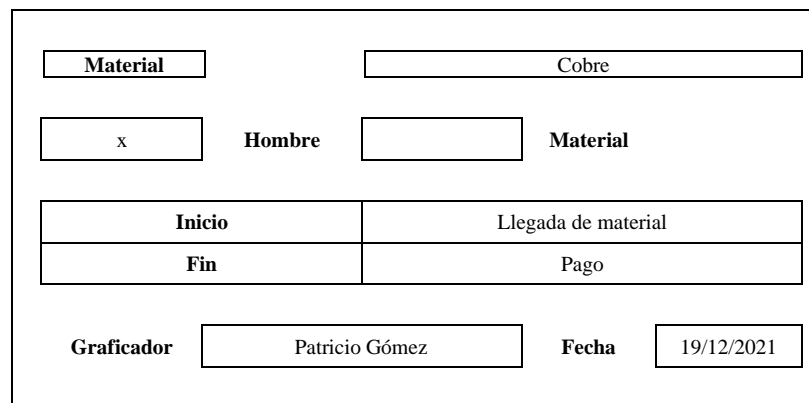 Material Cobre
x Hombre Material
Inicio Llegada de material
Fin Pago
Graficador Patricio Gómez Fecha 19/12/2021